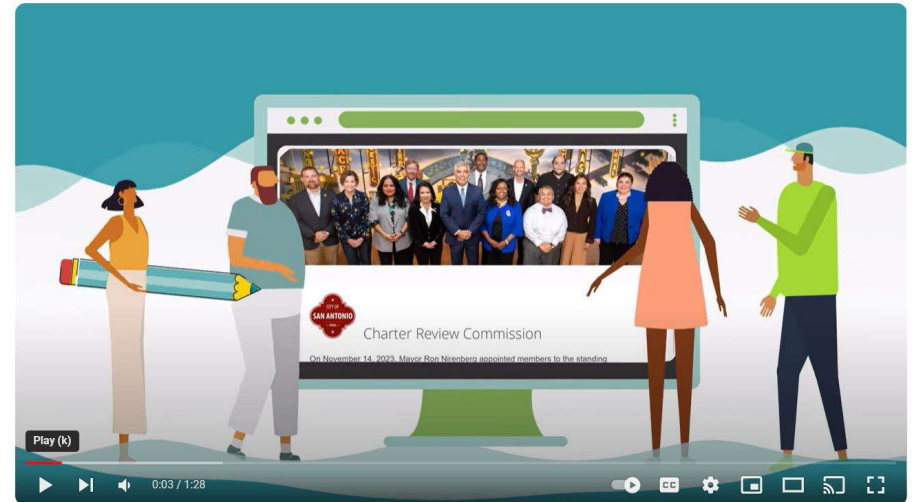 CITY OF
SAN ANTONIO
Charter Review Commission
On November 14, 2023, Mayor Ron Nirenberg appointed members to the standing
Play (k)
0:03 / 1:28
CC